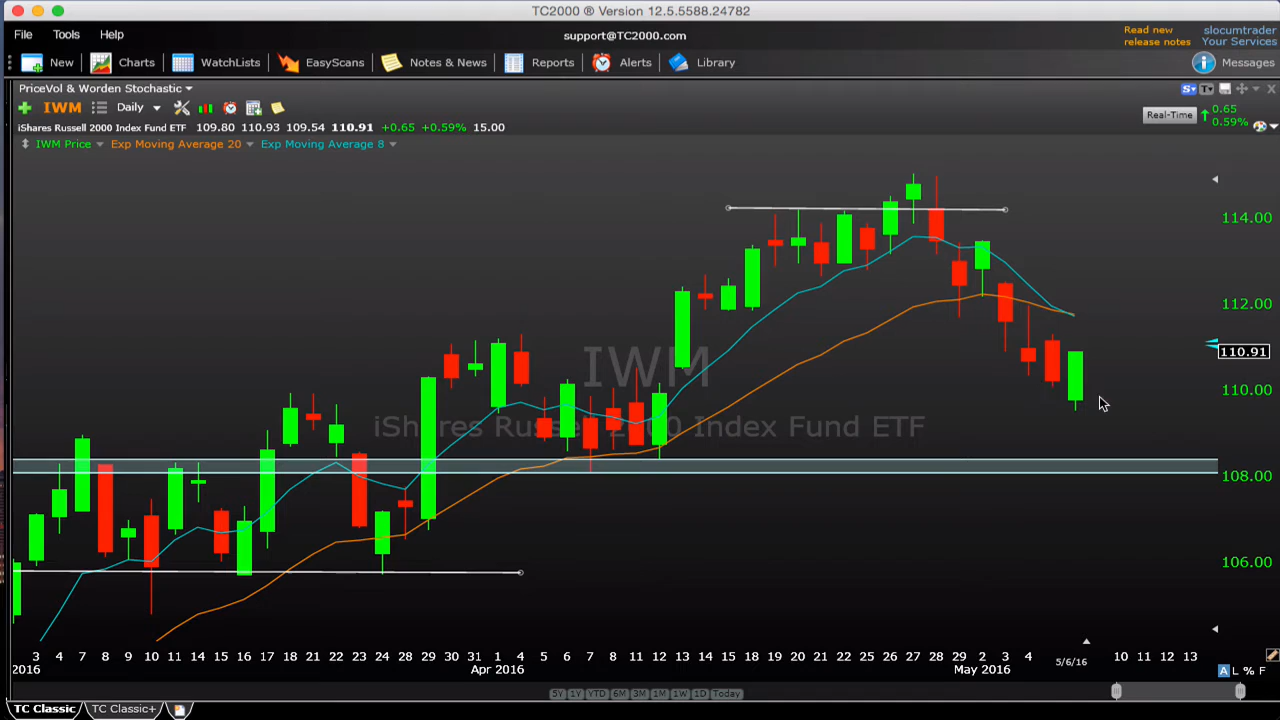 TC2000 ® Version 12.5.5588.24782
File Tools Help support@TC2000.com Read new release notes slocumtrader Your Services
New Charts WatchLists EasyScans Notes & News Reports Alerts Library Messages
PriceVol & Worden Stochastic S T
IWM Daily Real-Time 0.65 0.59%
iShares Russell 2000 Index Fund ETF 109.80 110.93 109.54 110.91 +0.65 +0.59% 15.00
IWM Price Exp Moving Average 20 Exp Moving Average 8
114.00
112.00
110.91
110.00
108.00
106.00
IWM
iShares Russell 2000 Index Fund ETF
3 4 7 8 9 10 11 14 15 16 17 18 21 22 23 24 28 29 30 31 1 4 5 6 7 8 11 12 13 14 15 18 19 20 21 22 25 26 27 28 29 2 3 4 5/6/16 10 11 12 13
2016 Apr 2016 May 2016
A L % F
5Y 1Y YTD 6M 3M 1M 1W 1D Today
TC Classic TC Classic+